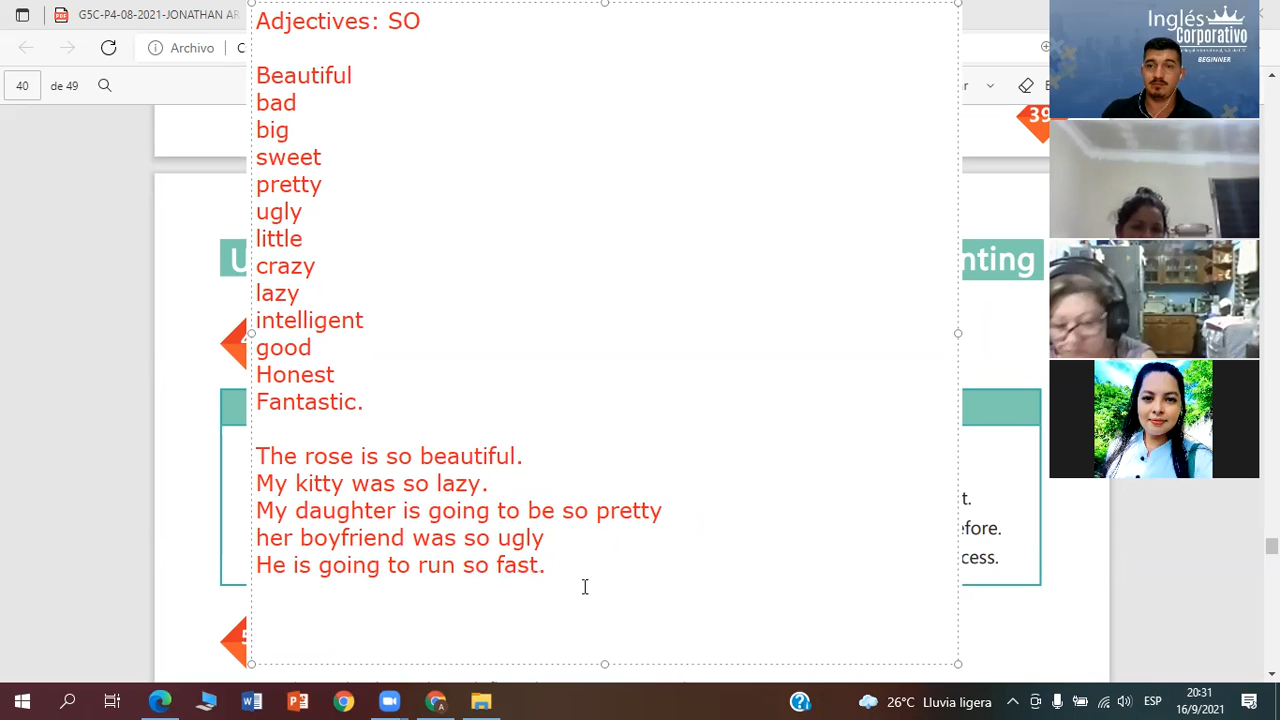 GSC-P4-08-2021-JONATHAN AR
Archivo
40
de 49
39
Adjectives: SO
Beautiful
bad
big
sweet
pretty
ugly
little
crazy
lazy
intelligent
good
Honest
Fantastic.
The rose is so beautiful.
My kitty was so lazy.
My daughter is going to be so pretty
her boyfriend was so ugly
He is going to run so fast.
nting
t.
efore.
cess.
Inglés
Corporativo
BEGINNER
26°C Lluvia ligera
ESP
20:31
16/9/2021